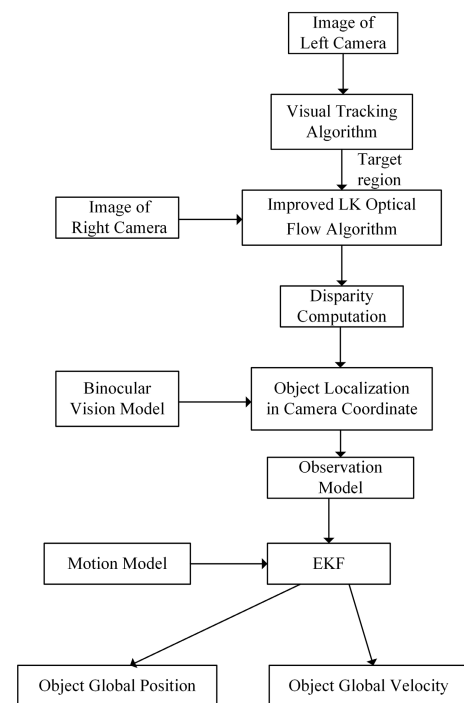 Image of
Left Camera
Visual Tracking
Algorithm
Target
region
Image of
Right Camera
Improved LK Optical
Flow Algorithm
Disparity
Computation
Binocular
Vision Model
Object Localization
in Camera Coordinate
Observation
Model
Motion Model
EKF
Object Global Position
Object Global Velocity